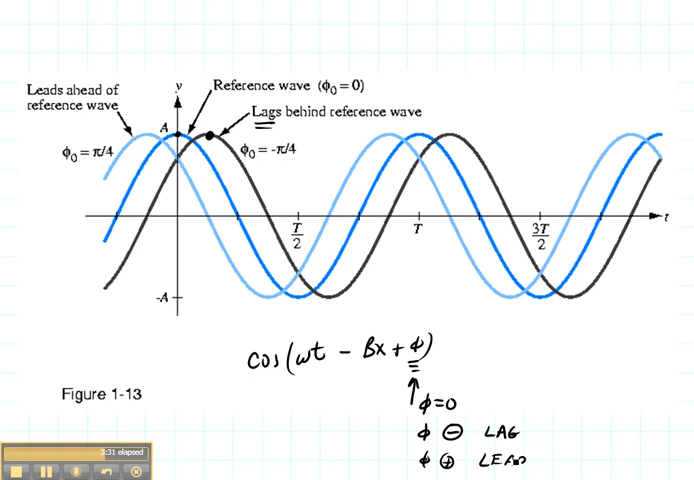 Leads ahead of
reference wave
y
Reference wave (ϕ₀ = 0)
Lags behind reference wave
A
ϕ₀ = π/4
ϕ₀ = -π/4
T/2
T
3T/2
t
-A
cos(ωt - βx + ϕ)
Figure 1-13
ϕ=0
ϕ ⊖ LAG
ϕ ⊕ LEAD
3:31 elapsed